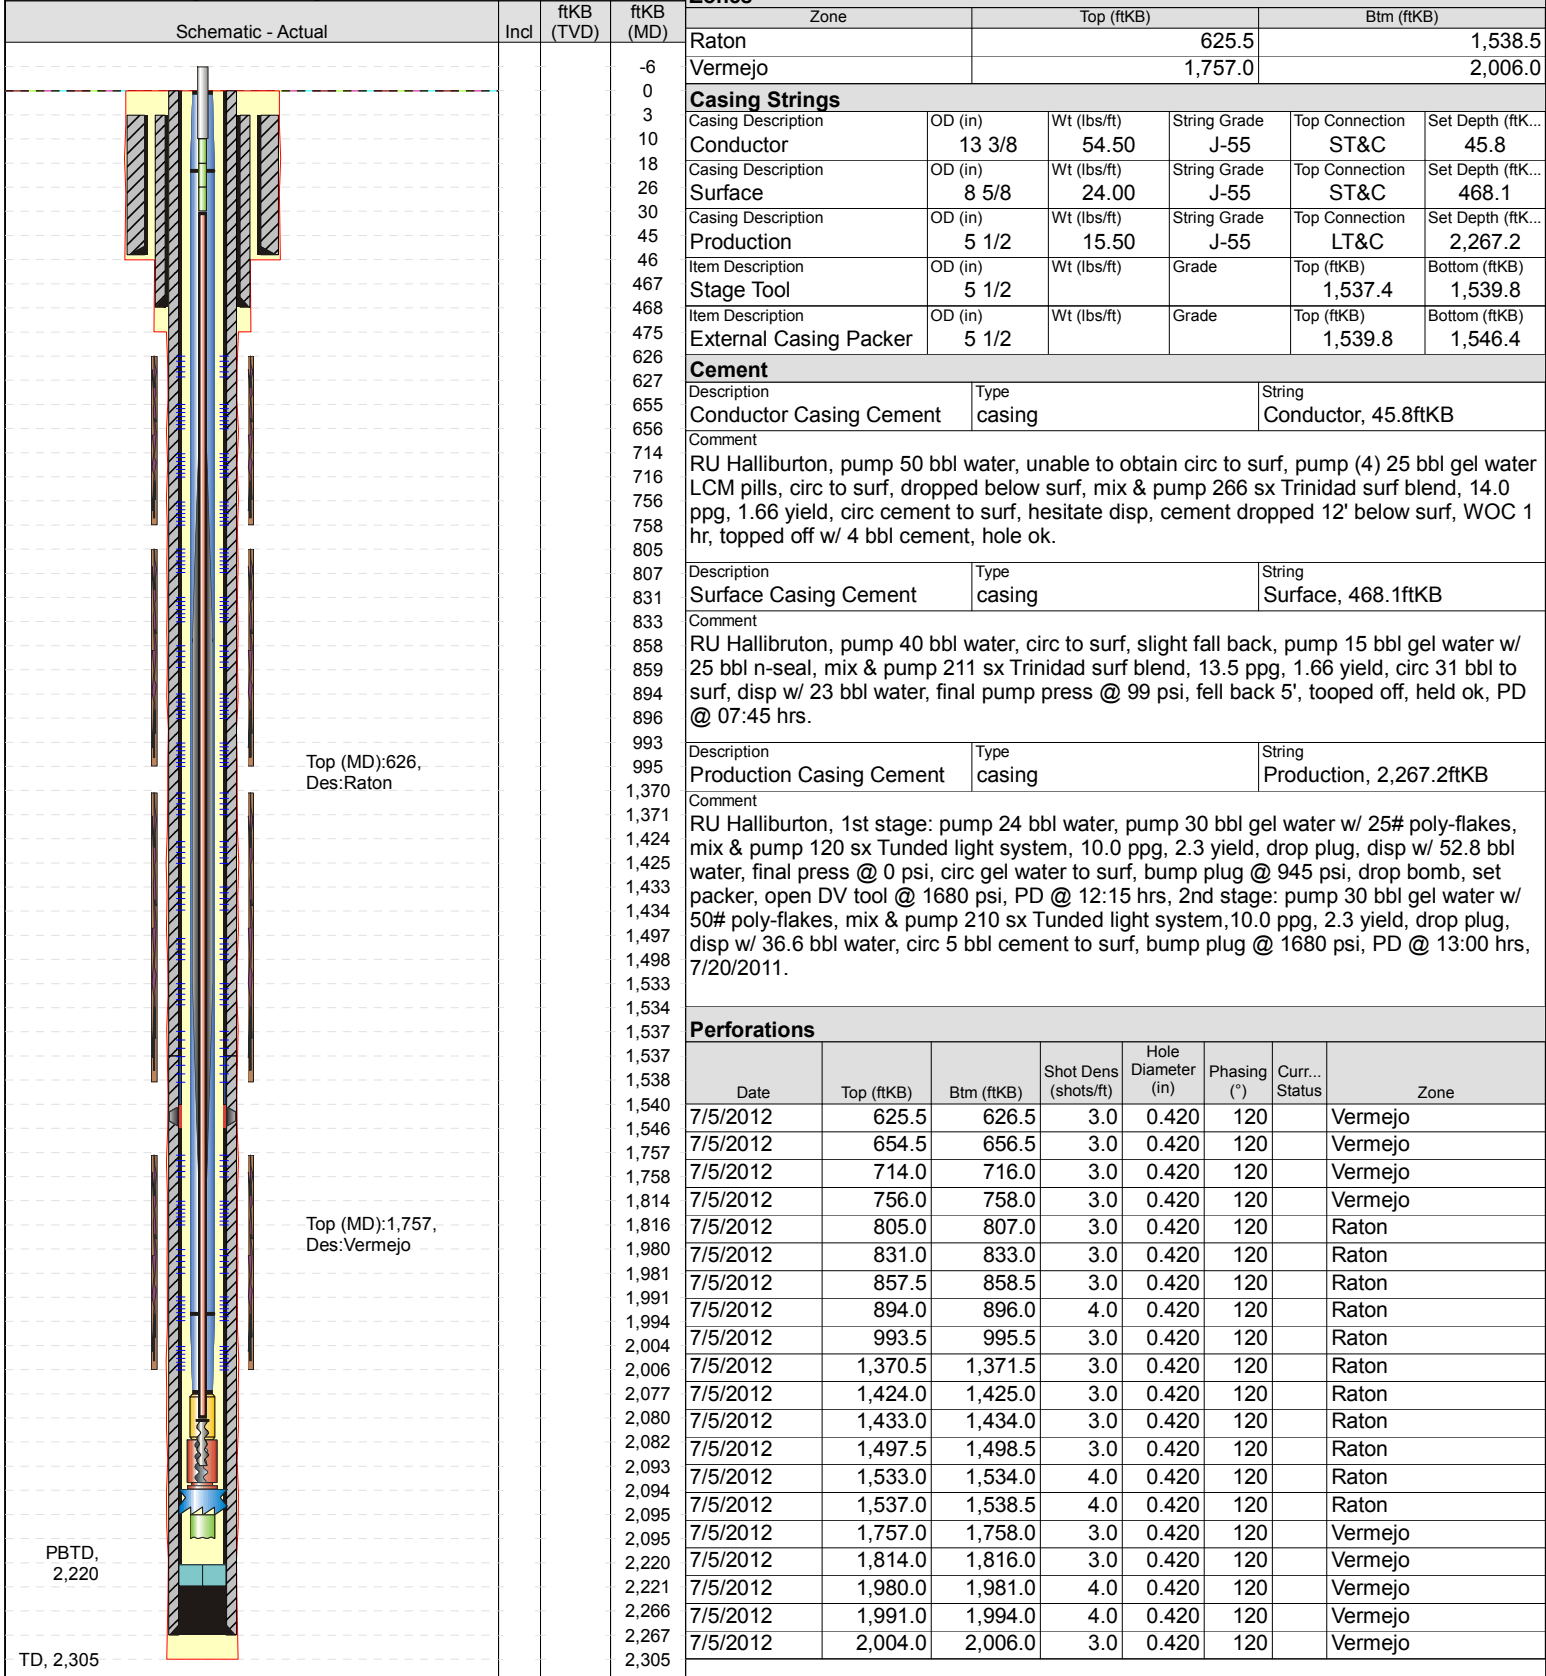 Schematic - Actual
Incl
ftKB (TVD)
ftKB (MD)
-6
0
3
10
18
26
30
45
46
467
468
475
626
627
655
656
714
716
756
758
805
807
831
833
858
859
894
896
993
995
1,370
1,371
1,424
1,425
1,433
1,434
1,497
1,498
1,533
1,534
1,537
1,537
1,538
1,540
1,546
1,757
1,758
1,814
1,816
1,980
1,981
1,991
1,994
2,004
2,006
2,077
2,080
2,082
2,093
2,094
2,095
2,095
2,220
2,221
2,266
2,267
2,305
Top (MD):626,
Des:Raton
Top (MD):1,757,
Des:Vermejo
PBTD,
2,220
TD, 2,305
Zones
Zone Top (ftKB) Btm (ftKB)
Raton 625.5 1,538.5
Vermejo 1,757.0 2,006.0
Casing Strings
Casing Description OD (in) Wt (lbs/ft) String Grade Top Connection Set Depth (ftK...
Conductor 13 3/8 54.50 J-55 ST&C 45.8
Casing Description OD (in) Wt (lbs/ft) String Grade Top Connection Set Depth (ftK...
Surface 8 5/8 24.00 J-55 ST&C 468.1
Casing Description OD (in) Wt (lbs/ft) String Grade Top Connection Set Depth (ftK...
Production 5 1/2 15.50 J-55 LT&C 2,267.2
Item Description OD (in) Wt (lbs/ft) Grade Top (ftKB) Bottom (ftKB)
Stage Tool 5 1/2 1,537.4 1,539.8
Item Description OD (in) Wt (lbs/ft) Grade Top (ftKB) Bottom (ftKB)
External Casing Packer 5 1/2 1,539.8 1,546.4
Cement
Description Type String
Conductor Casing Cement casing Conductor, 45.8ftKB
Comment
RU Halliburton, pump 50 bbl water, unable to obtain circ to surf, pump (4) 25 bbl gel water
LCM pills, circ to surf, dropped below surf, mix & pump 266 sx Trinidad surf blend, 14.0
ppg, 1.66 yield, circ cement to surf, hesitate disp, cement dropped 12' below surf, WOC 1
hr, topped off w/ 4 bbl cement, hole ok.
Description Type String
Surface Casing Cement casing Surface, 468.1ftKB
Comment
RU Hallibruton, pump 40 bbl water, circ to surf, slight fall back, pump 15 bbl gel water w/
25 bbl n-seal, mix & pump 211 sx Trinidad surf blend, 13.5 ppg, 1.66 yield, circ 31 bbl to
surf, disp w/ 23 bbl water, final pump press @ 99 psi, fell back 5', tooped off, held ok, PD
@ 07:45 hrs.
Description Type String
Production Casing Cement casing Production, 2,267.2ftKB
Comment
RU Halliburton, 1st stage: pump 24 bbl water, pump 30 bbl gel water w/ 25# poly-flakes,
mix & pump 120 sx Tunded light system, 10.0 ppg, 2.3 yield, drop plug, disp w/ 52.8 bbl
water, final press @ 0 psi, circ gel water to surf, bump plug @ 945 psi, drop bomb, set
packer, open DV tool @ 1680 psi, PD @ 12:15 hrs, 2nd stage: pump 30 bbl gel water w/
50# poly-flakes, mix & pump 210 sx Tunded light system,10.0 ppg, 2.3 yield, drop plug,
disp w/ 36.6 bbl water, circ 5 bbl cement to surf, bump plug @ 1680 psi, PD @ 13:00 hrs,
7/20/2011.
Perforations
Date Top (ftKB) Btm (ftKB) Shot Dens (shots/ft) Hole Diameter (in) Phasing (°) Curr... Status Zone
7/5/2012 625.5 626.5 3.0 0.420 120 Vermejo
7/5/2012 654.5 656.5 3.0 0.420 120 Vermejo
7/5/2012 714.0 716.0 3.0 0.420 120 Vermejo
7/5/2012 756.0 758.0 3.0 0.420 120 Vermejo
7/5/2012 805.0 807.0 3.0 0.420 120 Raton
7/5/2012 831.0 833.0 3.0 0.420 120 Raton
7/5/2012 857.5 858.5 3.0 0.420 120 Raton
7/5/2012 894.0 896.0 4.0 0.420 120 Raton
7/5/2012 993.5 995.5 3.0 0.420 120 Raton
7/5/2012 1,370.5 1,371.5 3.0 0.420 120 Raton
7/5/2012 1,424.0 1,425.0 3.0 0.420 120 Raton
7/5/2012 1,433.0 1,434.0 3.0 0.420 120 Raton
7/5/2012 1,497.5 1,498.5 3.0 0.420 120 Raton
7/5/2012 1,533.0 1,534.0 4.0 0.420 120 Raton
7/5/2012 1,537.0 1,538.5 4.0 0.420 120 Raton
7/5/2012 1,757.0 1,758.0 3.0 0.420 120 Vermejo
7/5/2012 1,814.0 1,816.0 3.0 0.420 120 Vermejo
7/5/2012 1,980.0 1,981.0 4.0 0.420 120 Vermejo
7/5/2012 1,991.0 1,994.0 4.0 0.420 120 Vermejo
7/5/2012 2,004.0 2,006.0 3.0 0.420 120 Vermejo